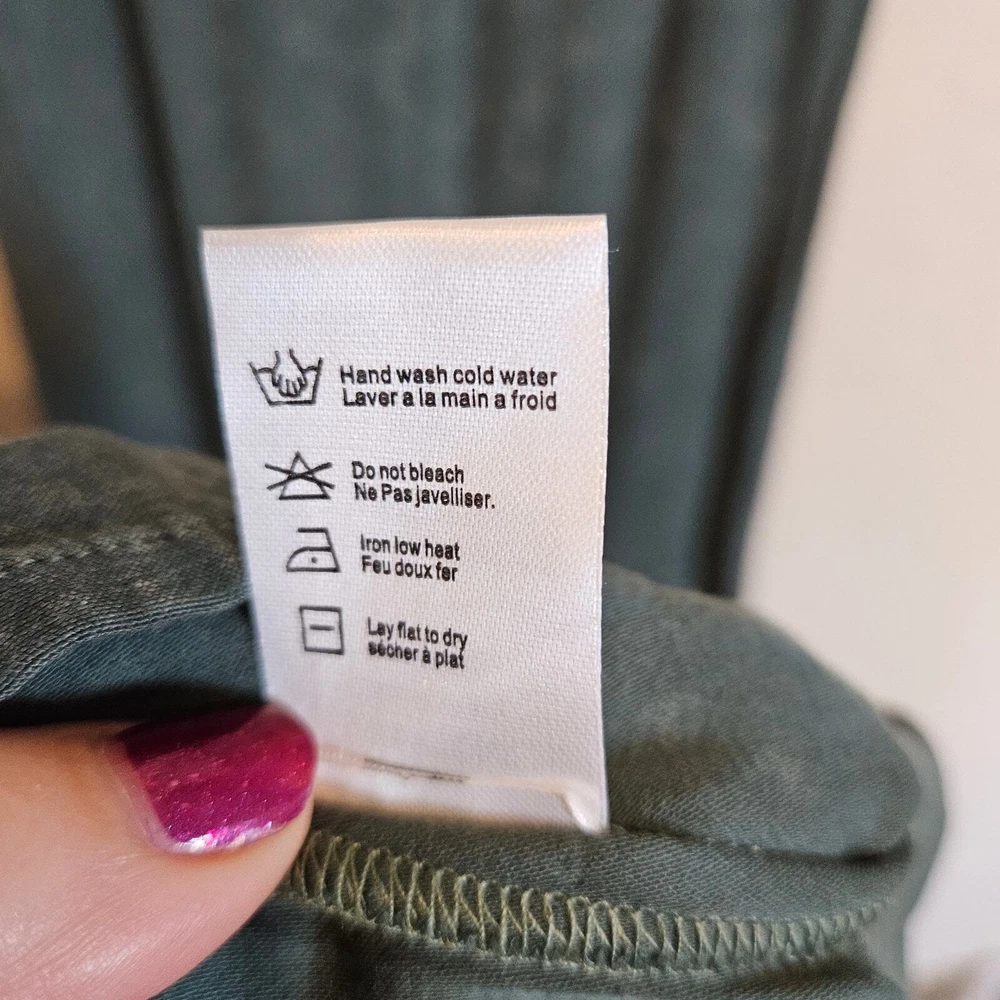 Hand wash cold water
Laver a la main a froid
Do not bleach
Ne Pas javelliser.
Iron low heat
Feu doux fer
Lay flat to dry
sécher à plat